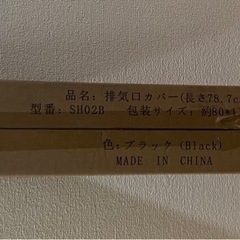 品名：排気口カバー(長さ78.7c
型番：SH02B 包装サイズ：約80*
色：ブラック(Black)
MADE IN CHINA